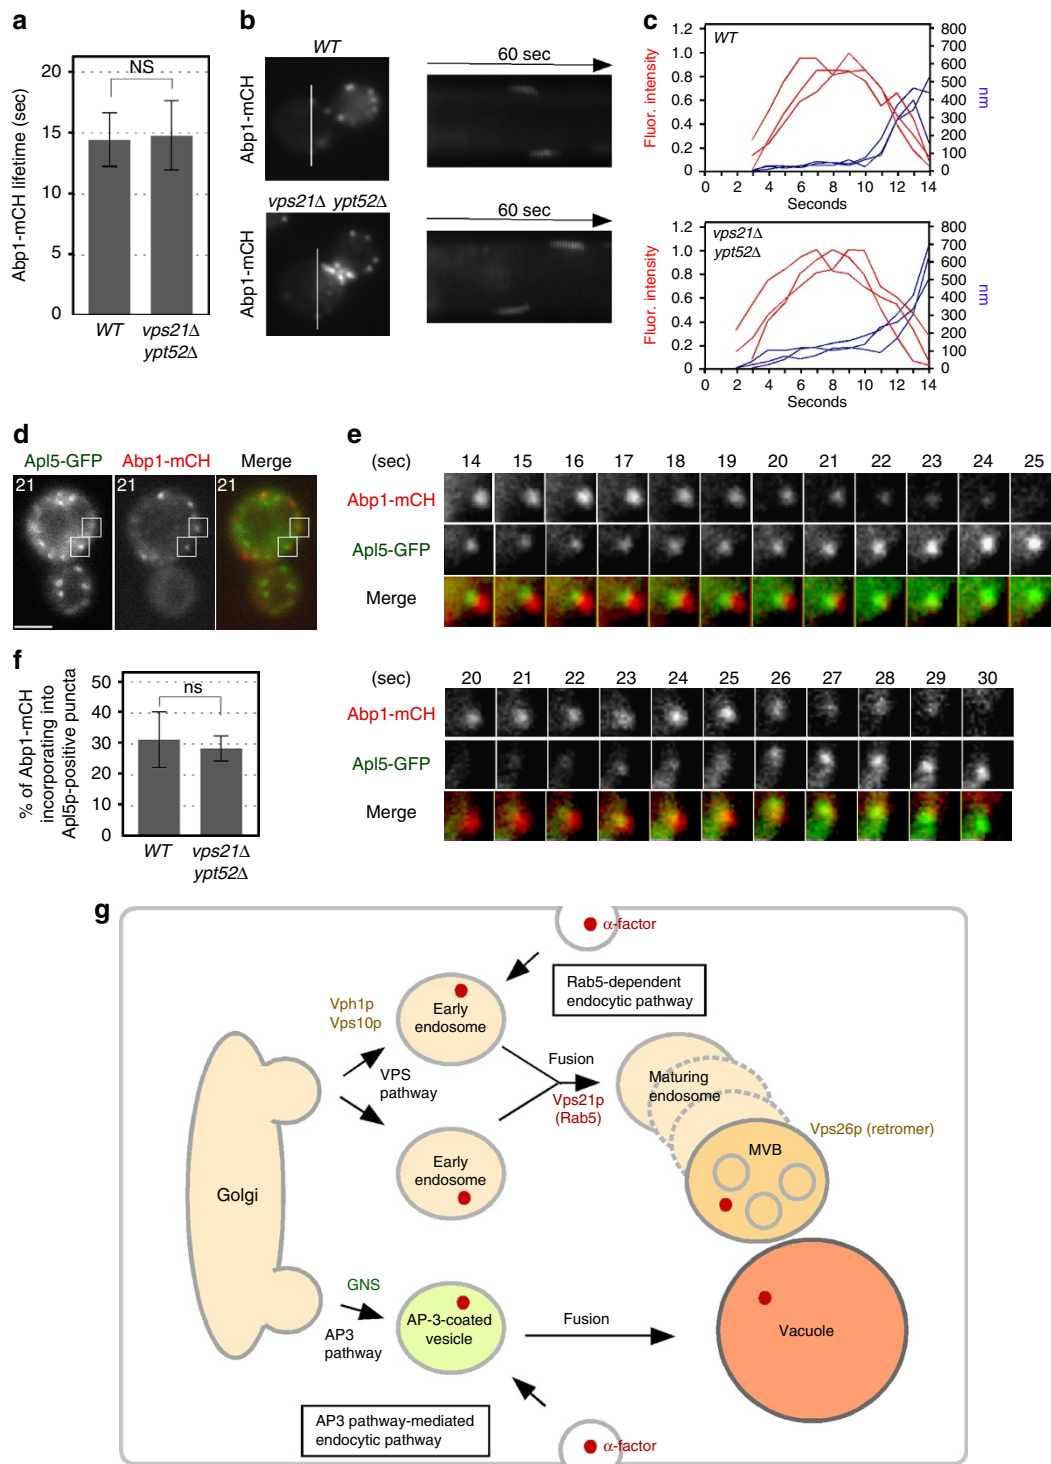 a
Abp1-mCH lifetime (sec)
20
15
10
5
0
NS
WT
vps21Δ
ypt52Δ
b
WT
Abp1-mCH
60 sec
vps21Δ ypt52Δ
Abp1-mCH
60 sec
c
WT
Fluor. intensity
1.2
1.0
0.8
0.6
0.4
0.2
0
800
700
600
500
400
300
200
100
0
nm
0 2 4 6 8 10 12 14
Seconds
vps21Δ
ypt52Δ
Fluor. intensity
1.2
1.0
0.8
0.6
0.4
0.2
0
800
700
600
500
400
300
200
100
0
nm
0 2 4 6 8 10 12 14
Seconds
d
Apl5-GFP Abp1-mCH Merge
21 21 21
e
(sec) 14 15 16 17 18 19 20 21 22 23 24 25
Abp1-mCH
Apl5-GFP
Merge
(sec) 20 21 22 23 24 25 26 27 28 29 30
Abp1-mCH
Apl5-GFP
Merge
f
% of Abp1-mCH
incorporating into
Apl5p-positive puncta
50
40
30
20
10
0
ns
WT
vps21Δ
ypt52Δ
g
α-factor
Rab5-dependent
endocytic pathway
Vph1p
Vps10p
Early
endosome
VPS
pathway
Fusion
Vps21p
(Rab5)
Maturing
endosome
Vps26p (retromer)
MVB
Early
endosome
Golgi
GNS
AP3
pathway
AP-3-coated
vesicle
Fusion
Vacuole
AP3 pathway-mediated
endocytic pathway
α-factor